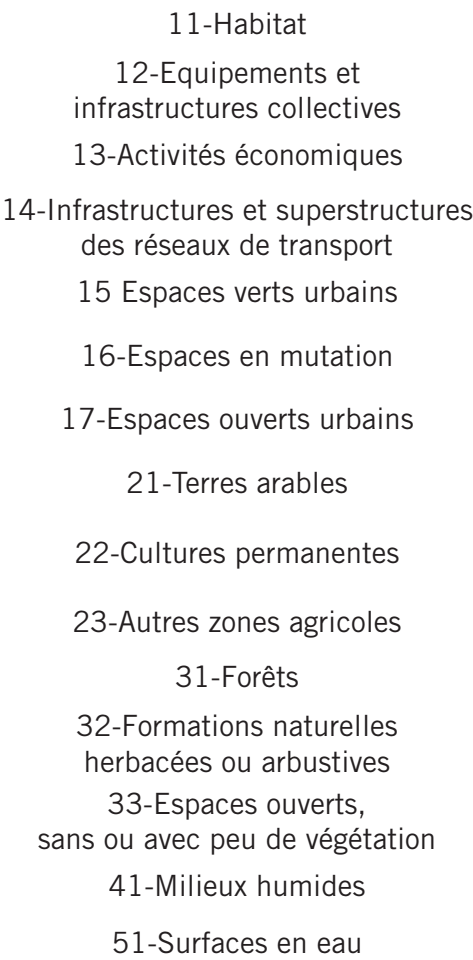 11-Habitat
12-Equipements et
infrastructures collectives
13-Activités économiques
14-Infrastructures et superstructures
des réseaux de transport
15 Espaces verts urbains
16-Espaces en mutation
17-Espaces ouverts urbains
21-Terres arables
22-Cultures permanentes
23-Autres zones agricoles
31-Forêts
32-Formations naturelles
herbacées ou arbustives
33-Espaces ouverts,
sans ou avec peu de végétation
41-Milieux humides
51-Surfaces en eau